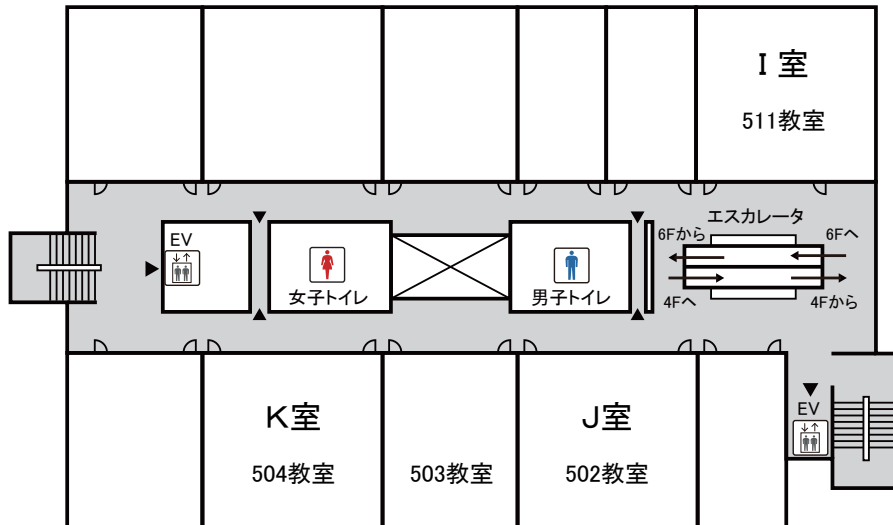 I 室
511教室
エスカレータ
6Fから
6Fへ
EV
女子トイレ
男子トイレ
4Fへ
4Fから
EV
K室
J室
504教室
503教室
502教室